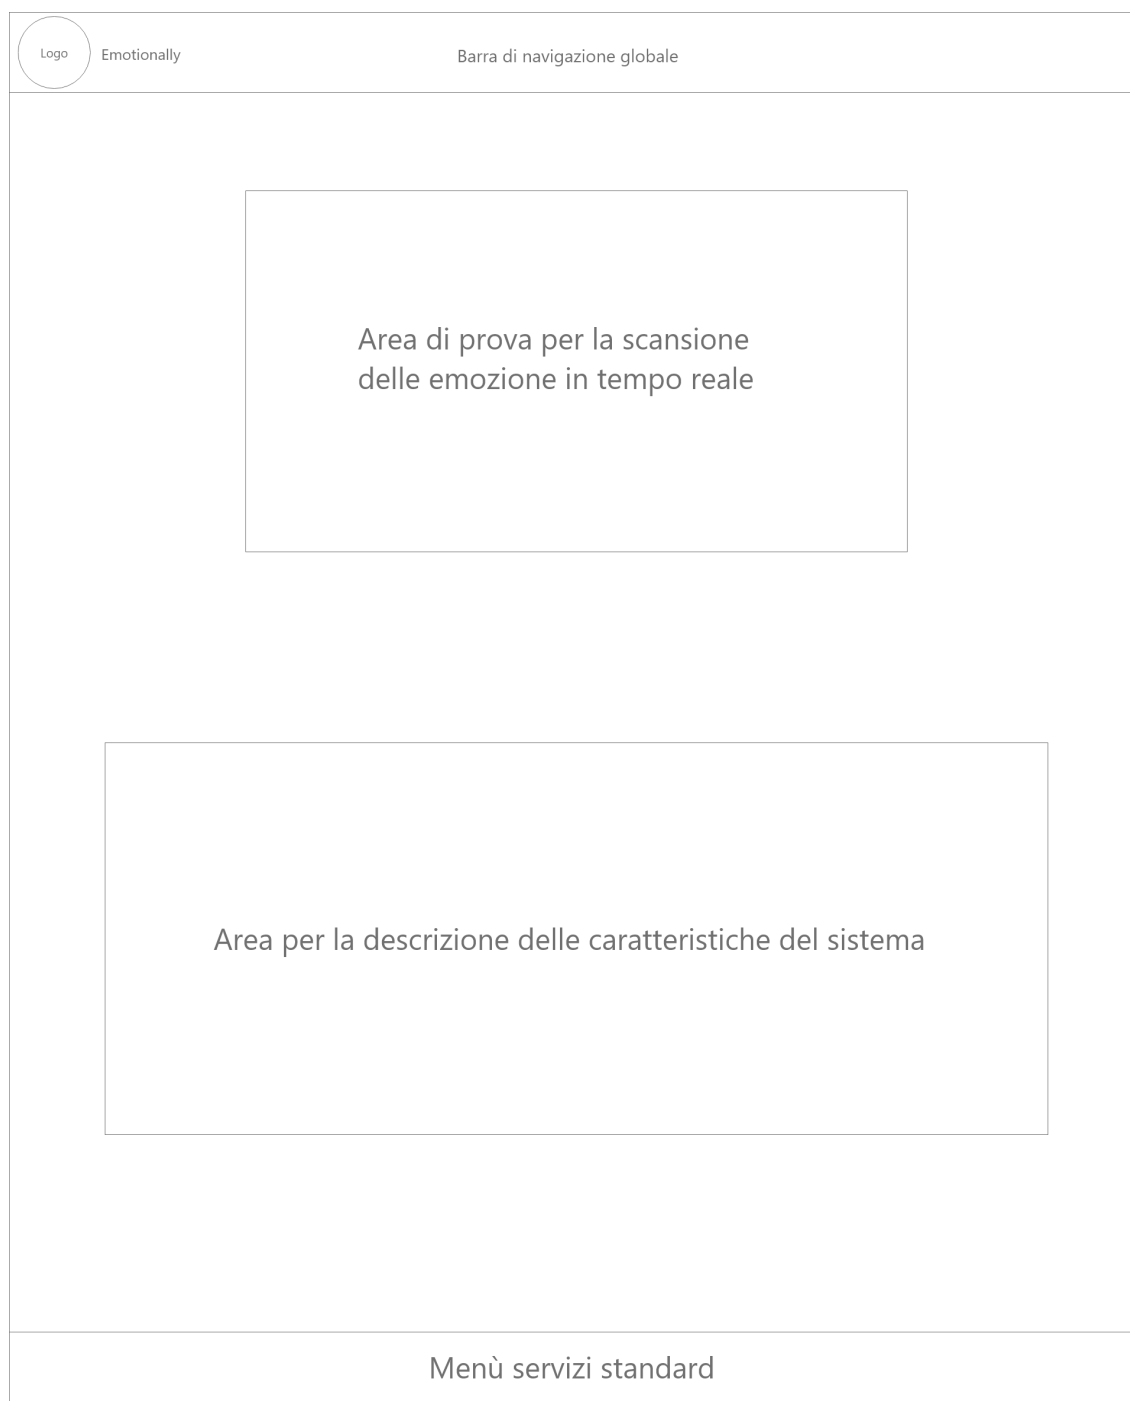 Logo
Emotionally
Barra di navigazione globale
Area di prova per la scansione
delle emozione in tempo reale
Area per la descrizione delle caratteristiche del sistema
Menù servizi standard